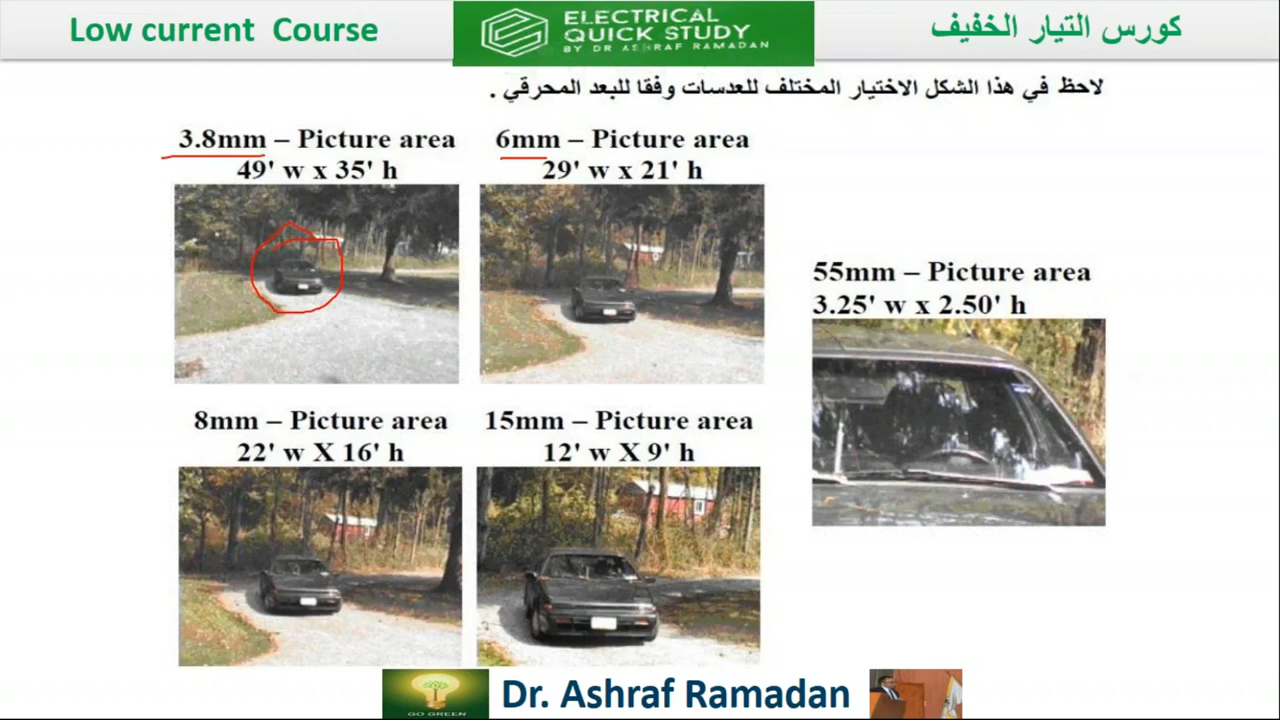 Low current Course
ELECTRICAL
QUICK STUDY
BY DR ASHRAF RAMADAN
كورس التيار الخفيف
لاحظ في هذا الشكل الاختيار المختلف للعدسات وفقا للبعد المحرقي .
3.8mm – Picture area
49' w x 35' h
6mm – Picture area
29' w x 21' h
55mm – Picture area
3.25' w x 2.50' h
8mm – Picture area
22' w X 16' h
15mm – Picture area
12' w X 9' h
GO GREEN
Dr. Ashraf Ramadan